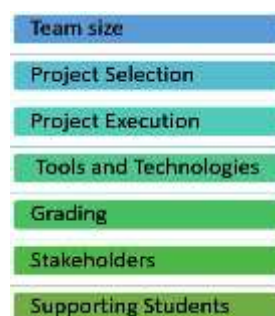 Team size
Project Selection
Project Execution
Tools and Technologies
Grading
Stakeholders
Supporting Students